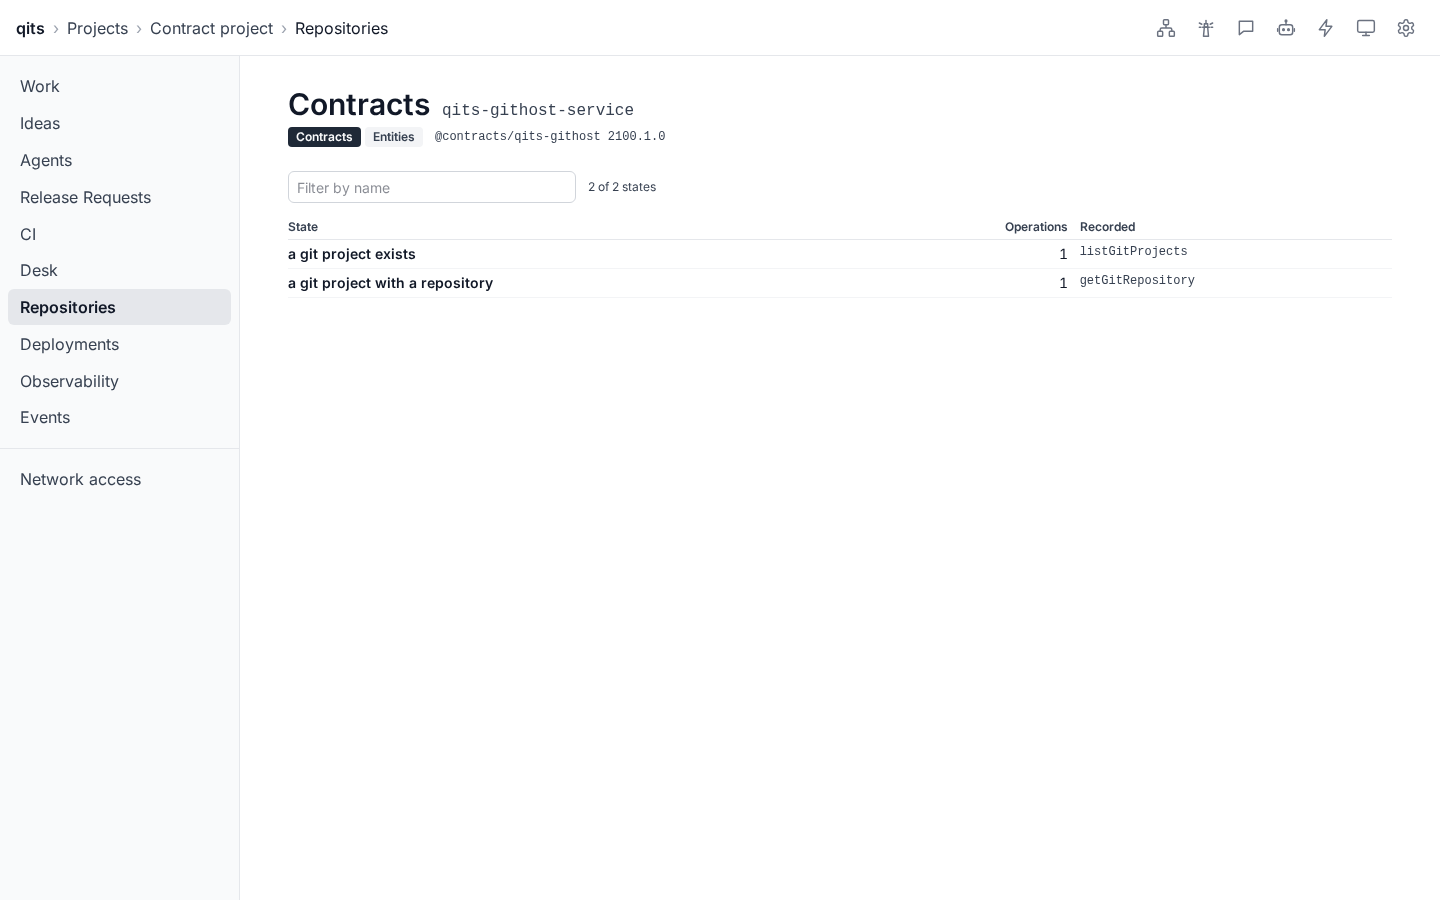 qits › Projects › Contract project › Repositories
Work
Ideas
Agents
Release Requests
CI
Desk
Repositories
Deployments
Observability
Events
Network access
Contracts qits-githost-service
Contracts Entities @contracts/qits-githost 2100.1.0
Filter by name 2 of 2 states
State Operations Recorded
a git project exists 1 listGitProjects
a git project with a repository 1 getGitRepository